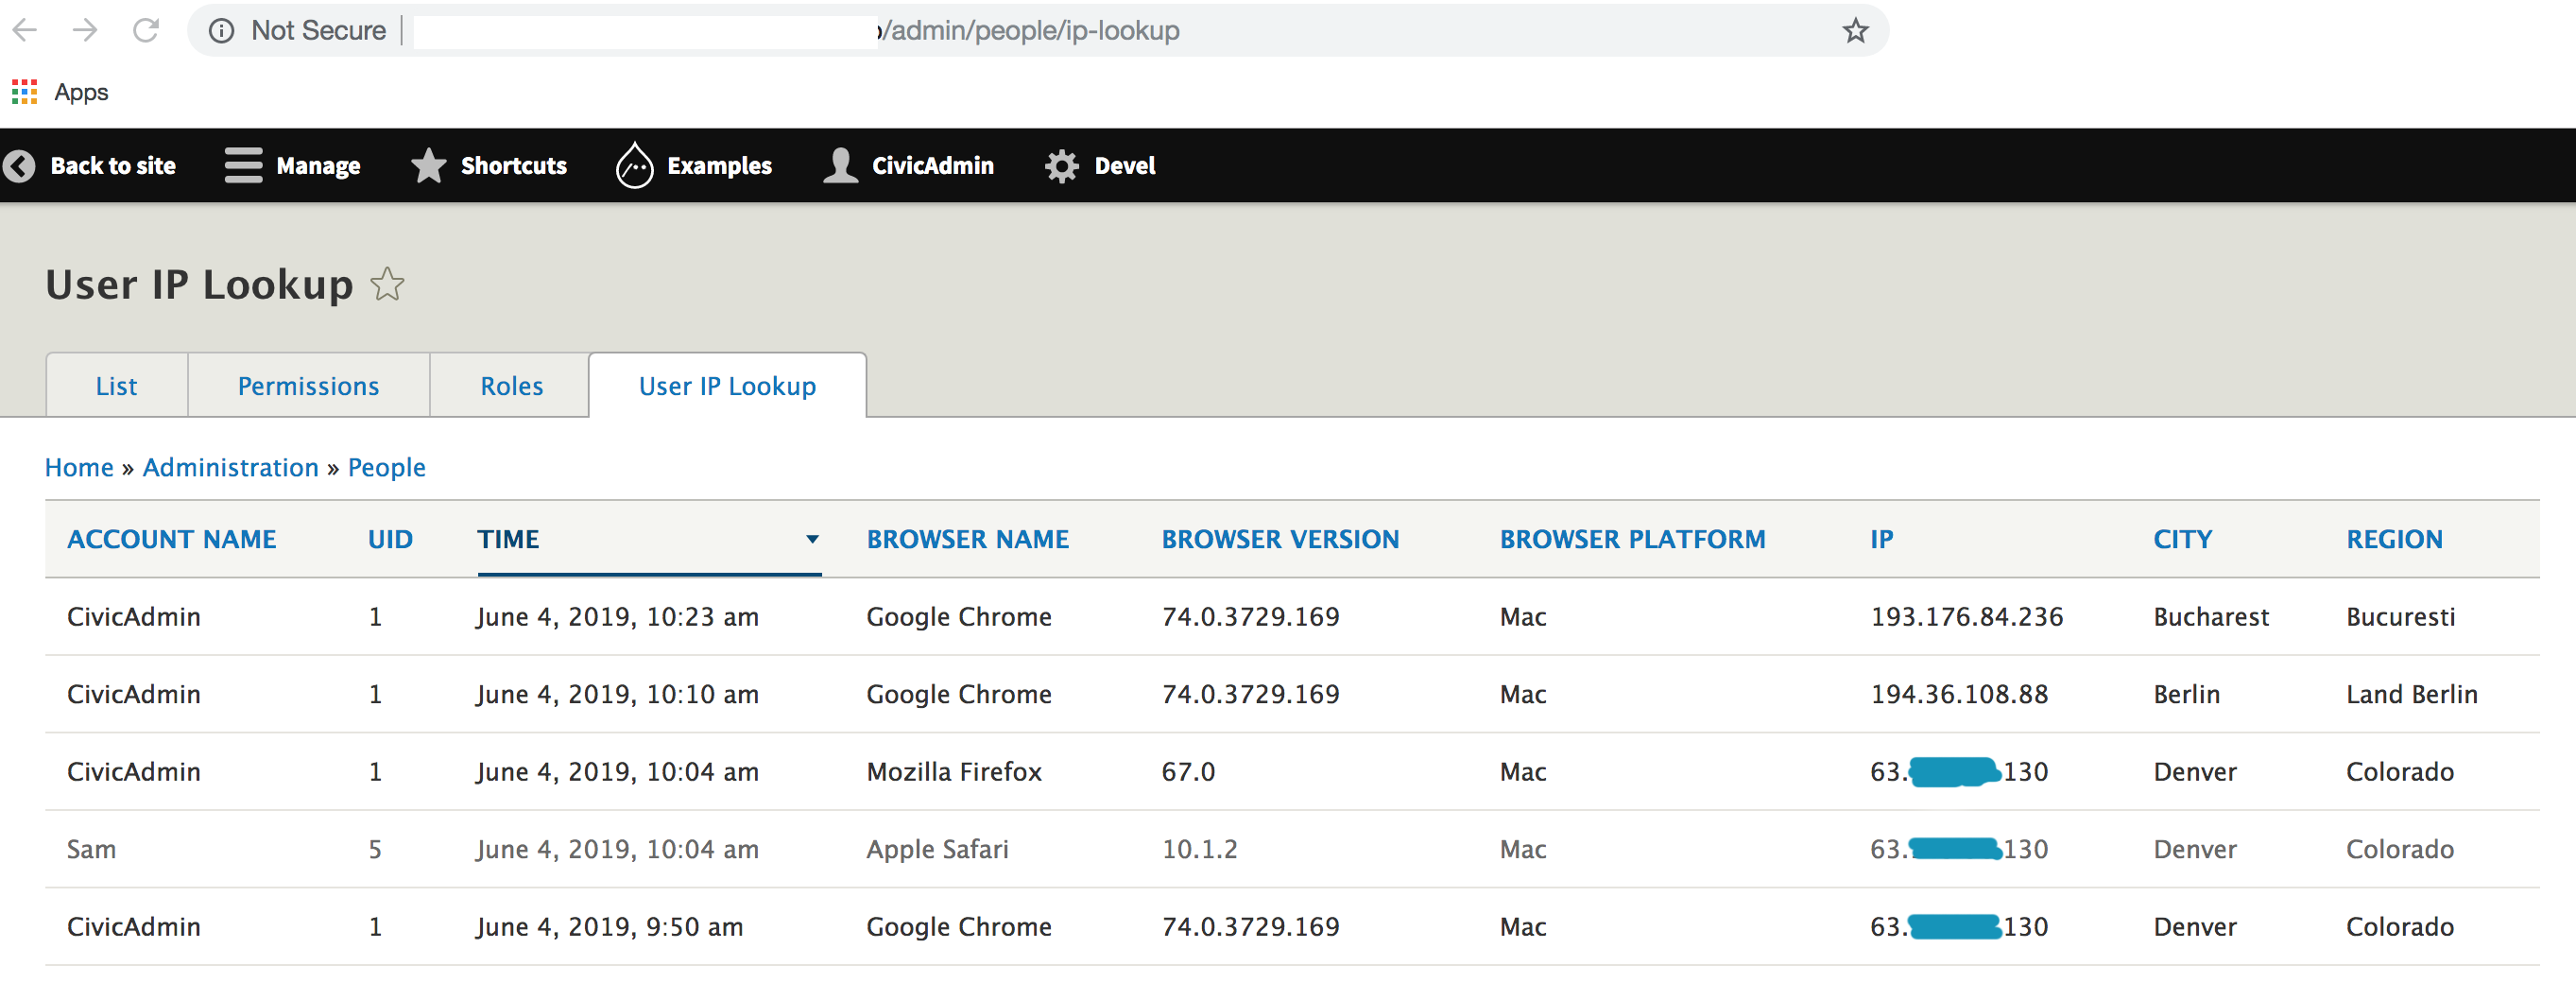 Not Secure /admin/people/ip-lookup
Apps
Back to site Manage Shortcuts Examples CivicAdmin Devel
User IP Lookup
List Permissions Roles User IP Lookup
Home » Administration » People
ACCOUNT NAME UID TIME BROWSER NAME BROWSER VERSION BROWSER PLATFORM IP CITY REGION
CivicAdmin 1 June 4, 2019, 10:23 am Google Chrome 74.0.3729.169 Mac 193.176.84.236 Bucharest Bucuresti
CivicAdmin 1 June 4, 2019, 10:10 am Google Chrome 74.0.3729.169 Mac 194.36.108.88 Berlin Land Berlin
CivicAdmin 1 June 4, 2019, 10:04 am Mozilla Firefox 67.0 Mac 63. .130 Denver Colorado
Sam 5 June 4, 2019, 10:04 am Apple Safari 10.1.2 Mac 63. .130 Denver Colorado
CivicAdmin 1 June 4, 2019, 9:50 am Google Chrome 74.0.3729.169 Mac 63. .130 Denver Colorado